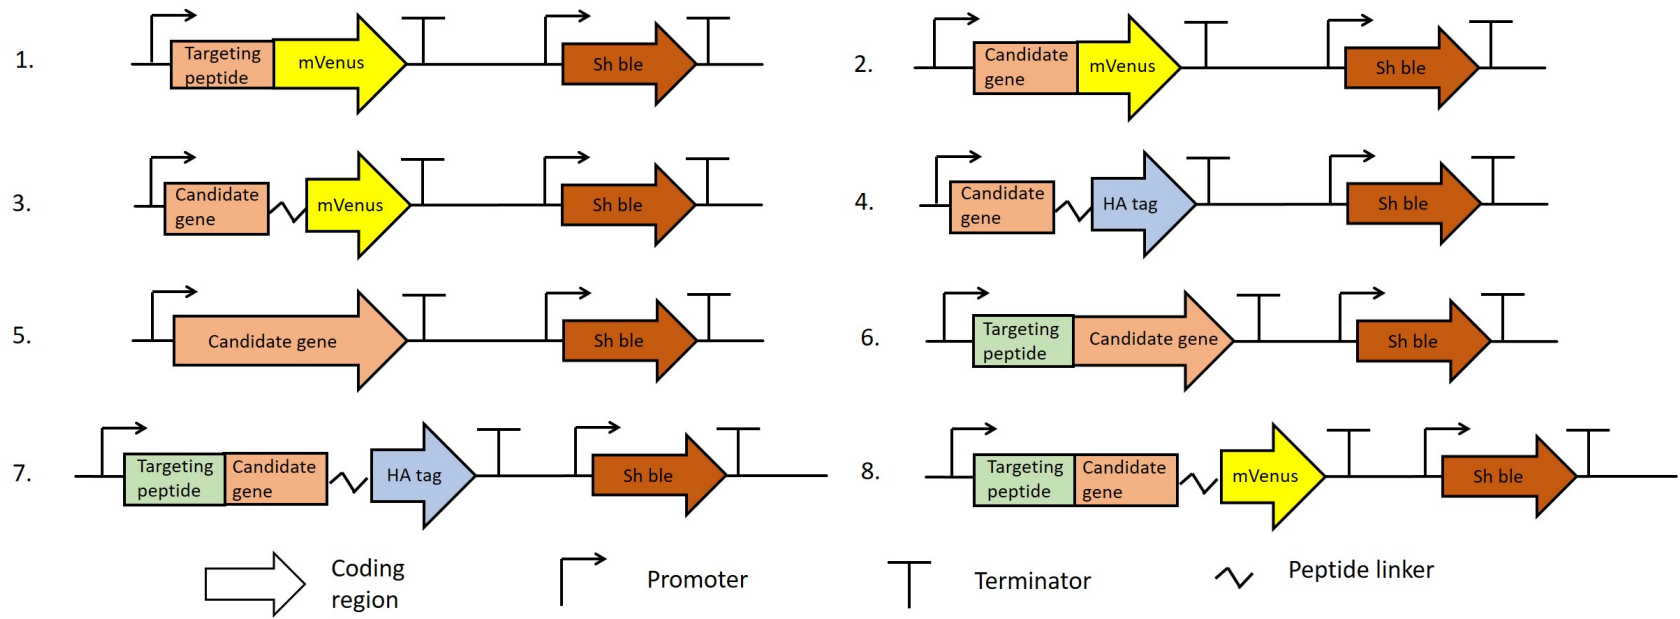 1.
Targeting
peptide
mVenus
Sh ble
2.
Candidate
gene
mVenus
Sh ble
3.
Candidate
gene
mVenus
Sh ble
4.
Candidate
gene
HA tag
Sh ble
5.
Candidate gene
Sh ble
6.
Targeting
peptide
Candidate gene
Sh ble
7.
Targeting
peptide
Candidate
gene
HA tag
Sh ble
8.
Targeting
peptide
Candidate
gene
mVenus
Sh ble
Coding
region
Promoter
Terminator
Peptide linker